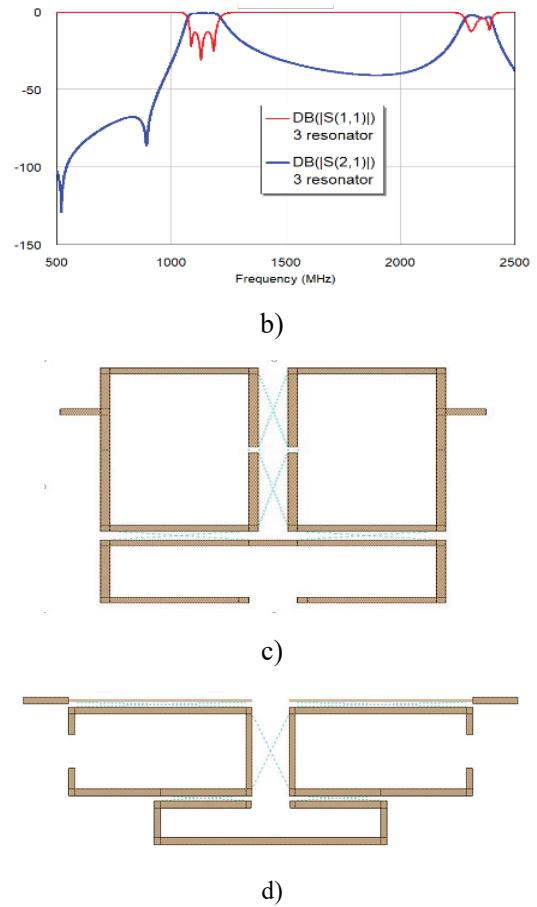 0
-50
-100
-150
DB(|S(1,1)|)
3 resonator
DB(|S(2,1)|)
3 resonator
500
1000
1500
2000
2500
Frequency (MHz)
b)
c)
d)